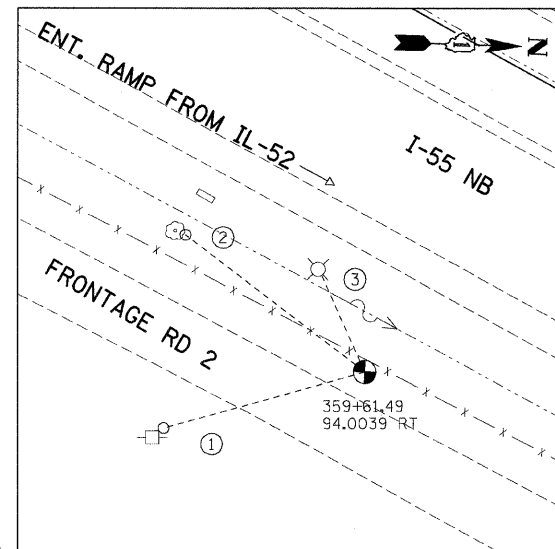 ENT. RAMP FROM IL-52
N
I-55 NB
2
3
FRONTAGE RD 2
359+61.49
94.0039 RT
1